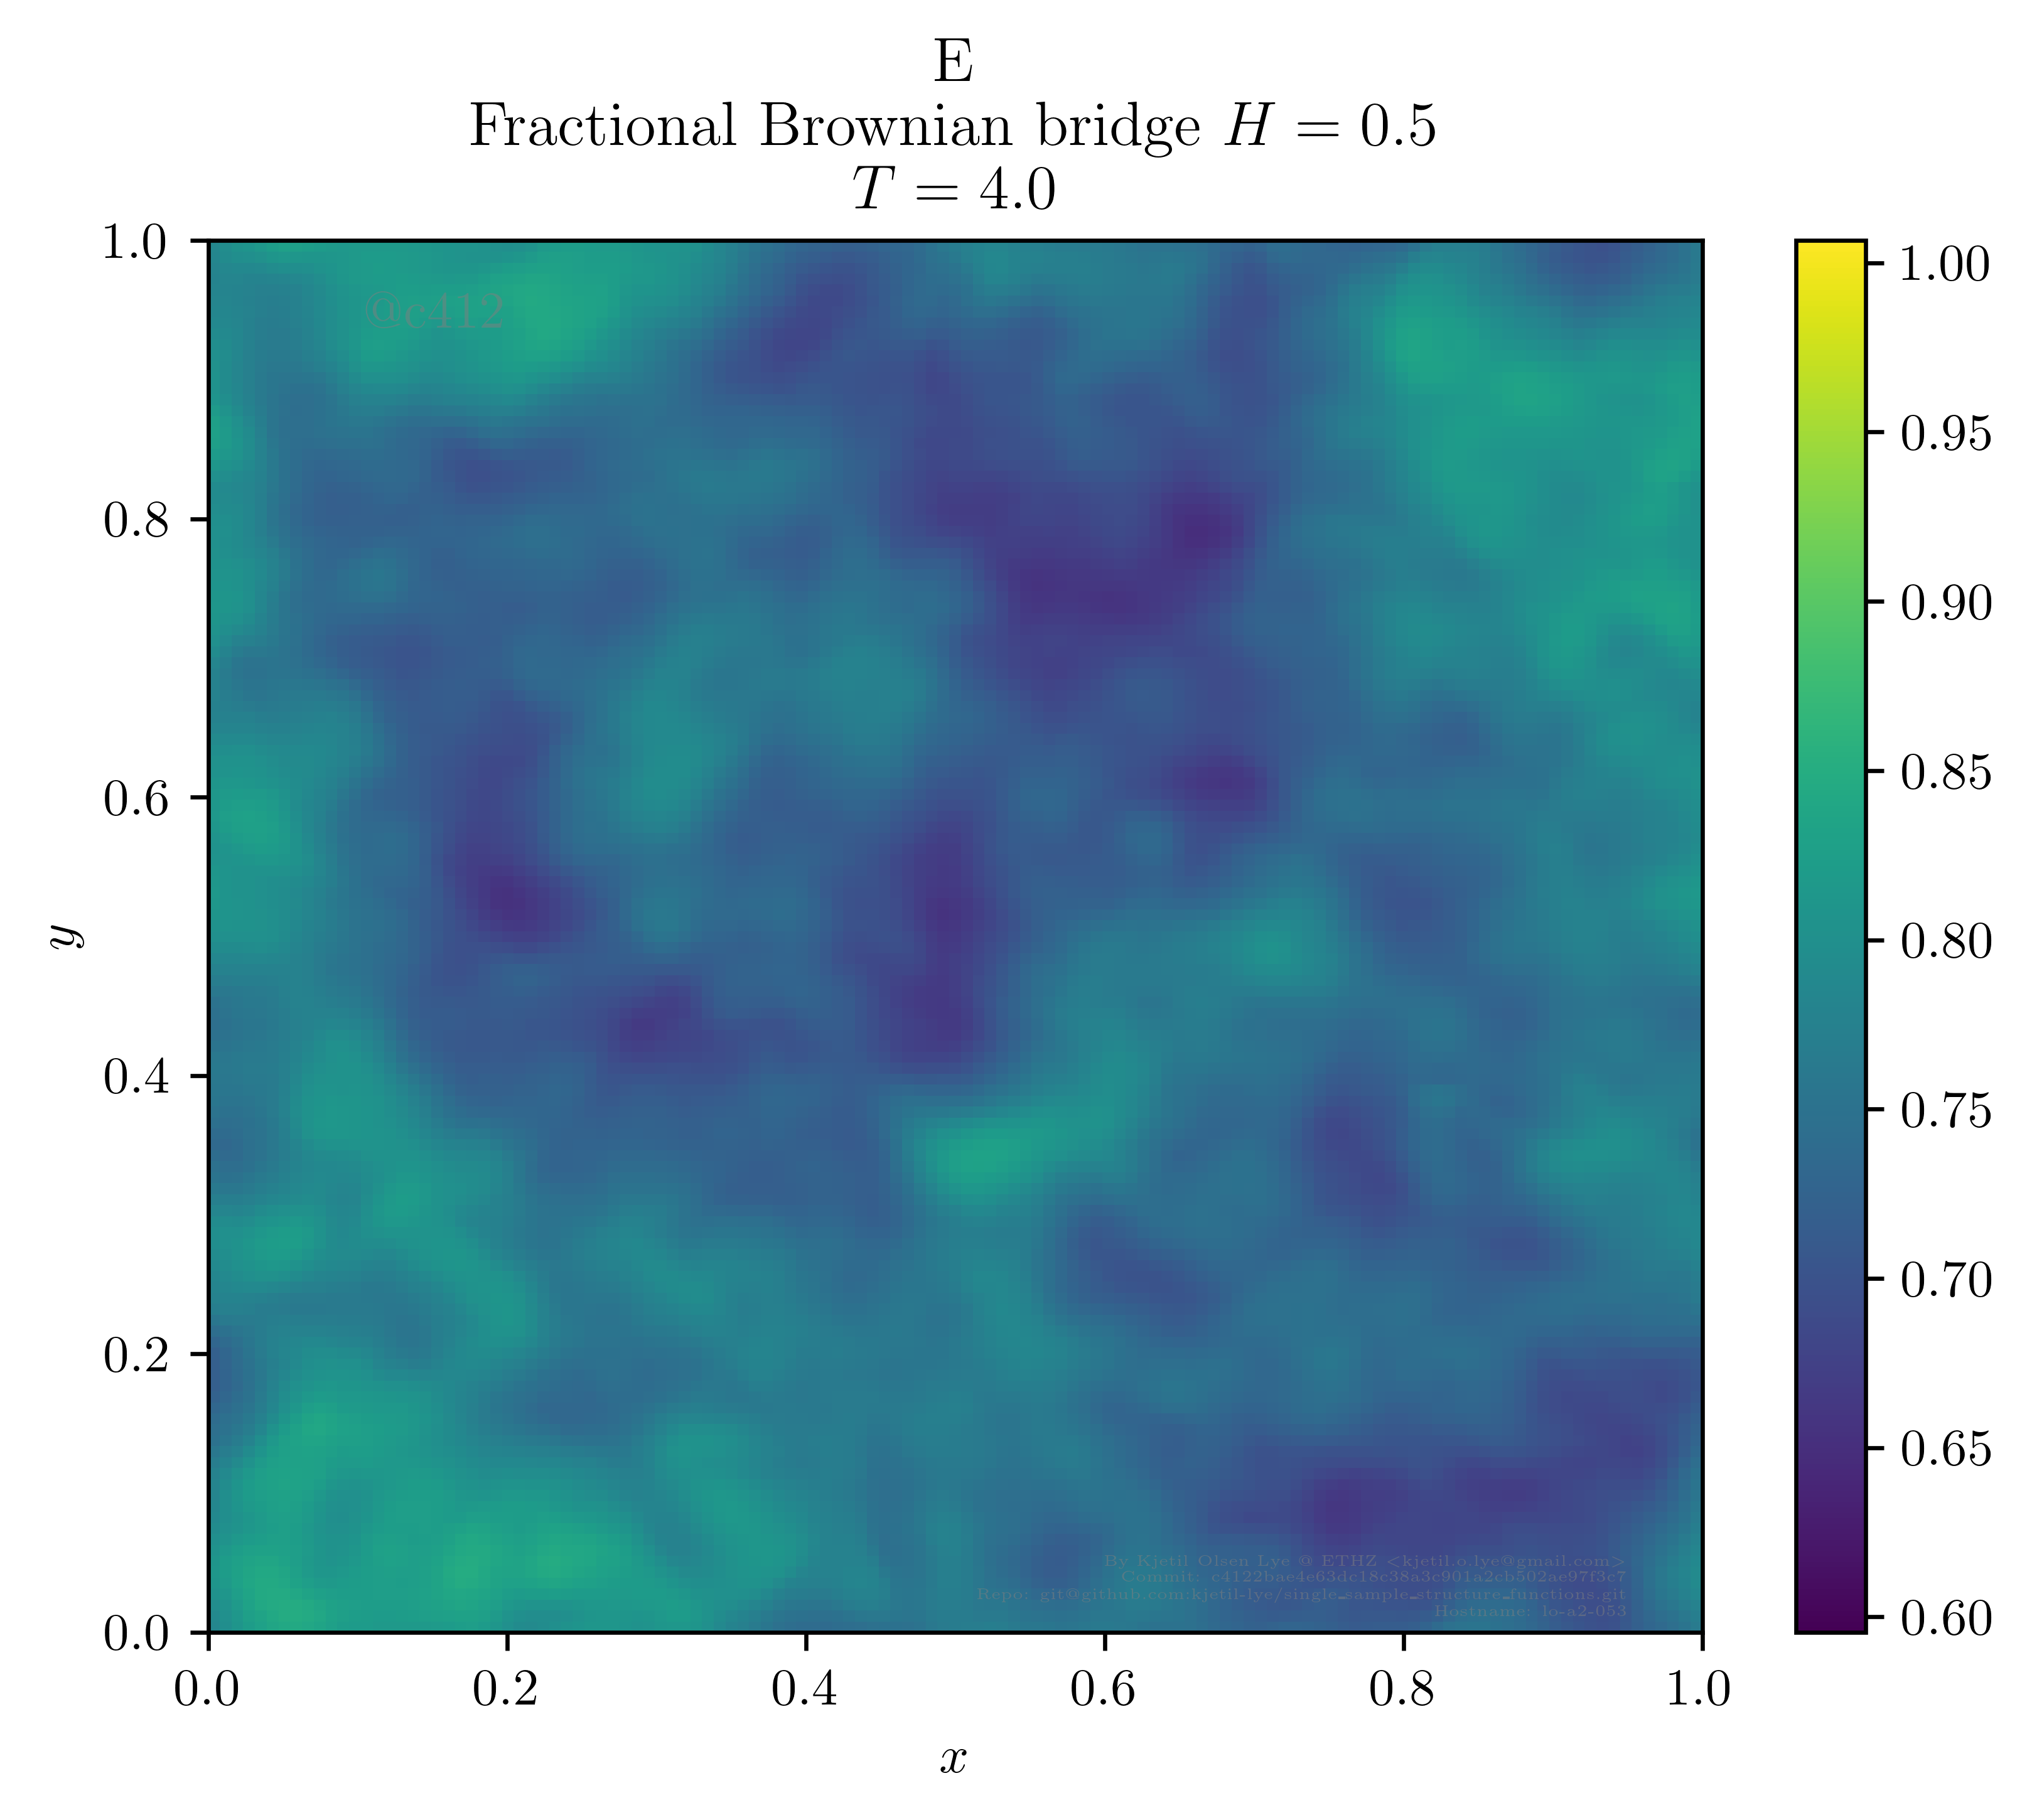 E
Fractional Brownian bridge H = 0.5
T = 4.0
1.0
0.8
0.6
0.4
0.2
0.0
y
0.0 0.2 0.4 0.6 0.8 1.0
x
1.00
0.95
0.90
0.85
0.80
0.75
0.70
0.65
0.60
@c412
By Kjetil Olsen Lye @ ETHZ <kjetil.o.lye@gmail.com>
Commit: c4122bae4e63dc18c38a3c901a2cb502ae97f3c7
Repo: git@github.com:kjetil-lye/single_sample_structure_functions.git
Hostname: lo-a2-053